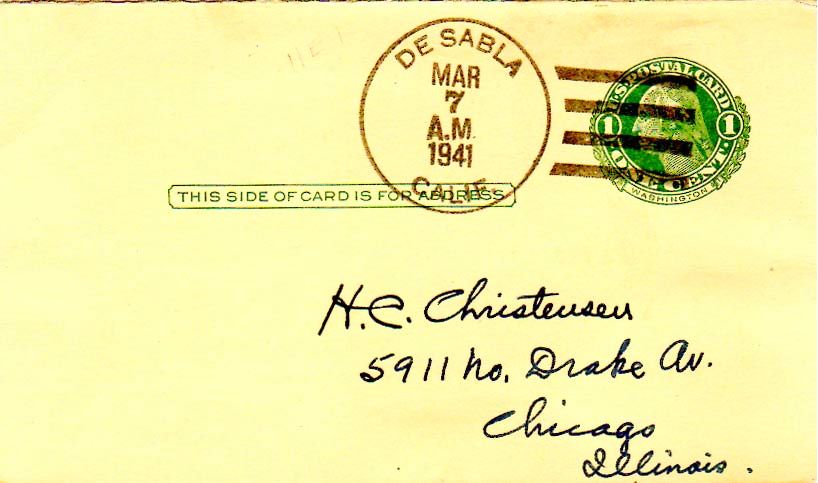 DE SABLA
MAR
7
A.M.
1941
CALIF.
U.S. POSTAL CARD
1 1
ONE CENT
WASHINGTON
THIS SIDE OF CARD IS FOR ADDRESS
H.C. Christensen
5911 No. Drake Av.
Chicago
Illinois.